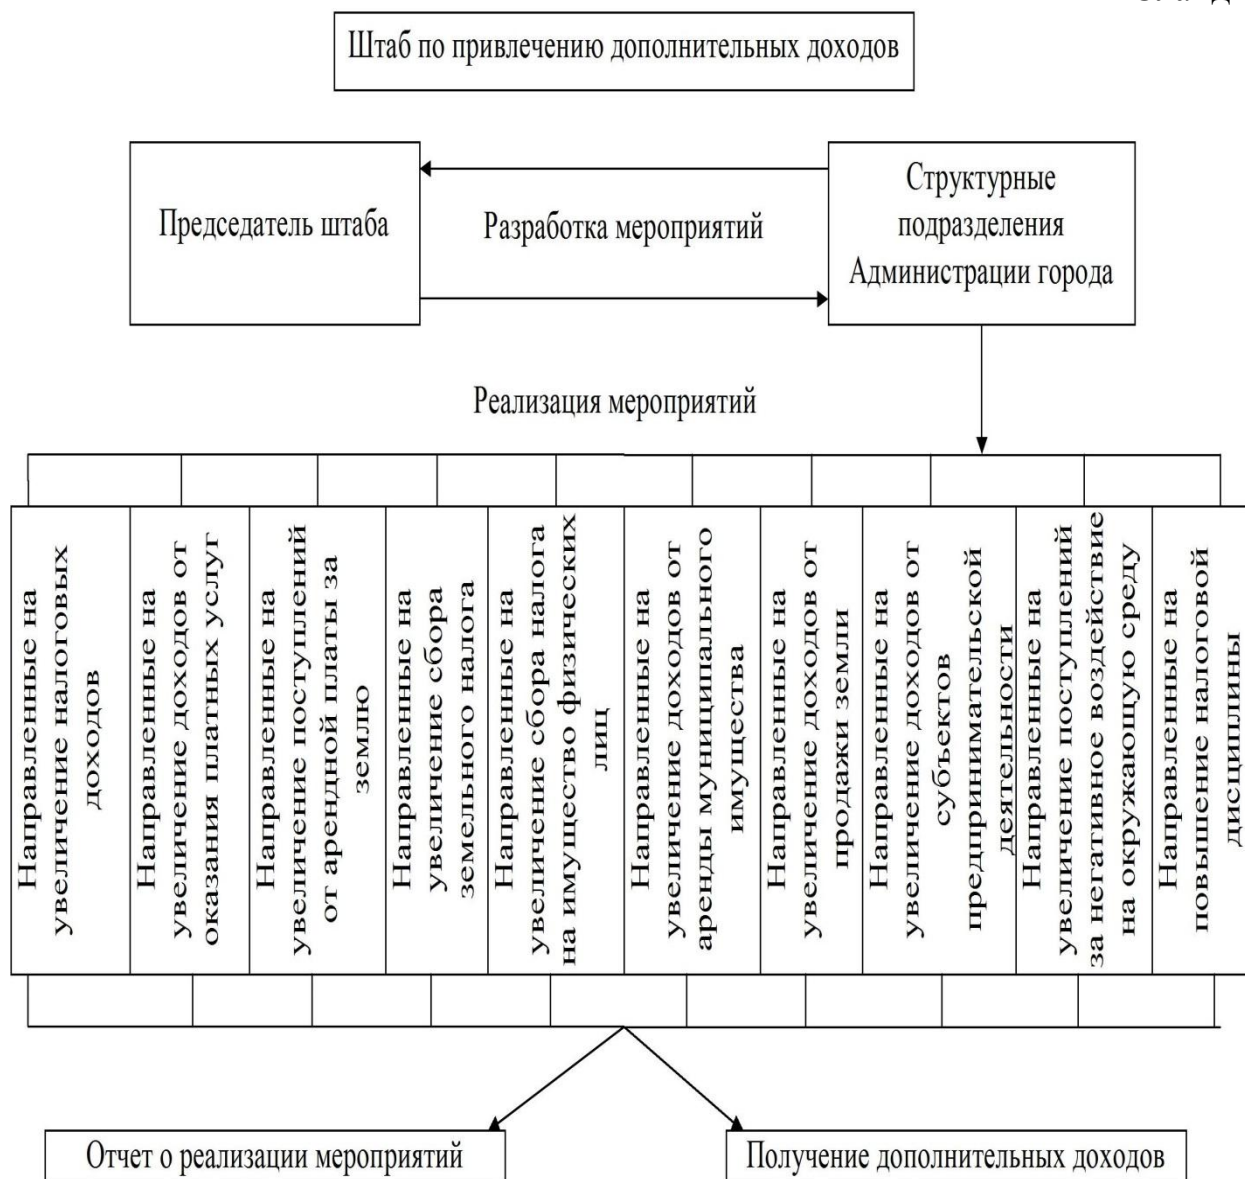 Штаб по привлечению дополнительных доходов
Председатель штаба
Разработка мероприятий
Структурные
подразделения
Администрации города
Реализация мероприятий
Направленные на
увеличение налоговых
доходов
Направленные на
увеличение доходов от
оказания платных услуг
Направленные на
увеличение поступлений
от арендной платы за
землю
Направленные на
увеличение сбора
земельного налога
Направленные на
увеличение сбора налога
на имущество физических
лиц
Направленные на
увеличение доходов от
аренды муниципального
имущества
Направленные на
увеличение доходов от
продажи земли
Направленные на
увеличение доходов от
субъектов
предпринимательской
деятельности
Направленные на
увеличение поступлений
за негативное воздействие
на окружающую среду
Направленные на
повышение налоговой
дисциплины
Отчет о реализации мероприятий
Получение дополнительных доходов